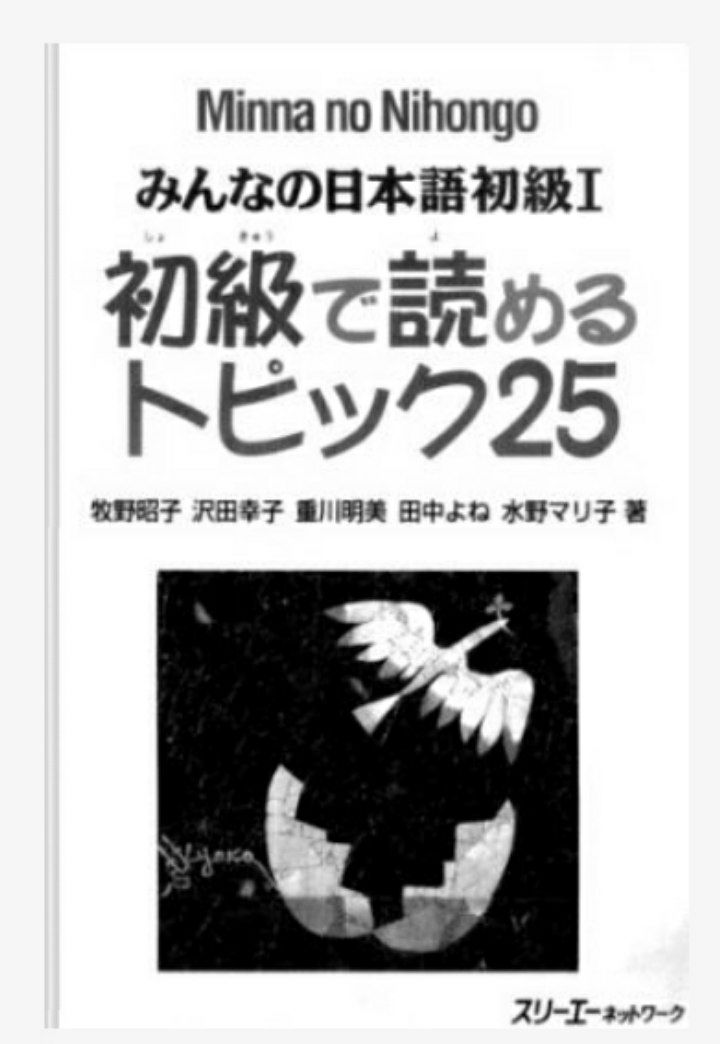 Minna no Nihongo
みんなの日本語初級I
しょ きゅう よ
初級で読める
トピック25
牧野昭子 沢田幸子 重川明美 田中よね 水野マリ子 著
Kyoko
スリーエーネットワーク